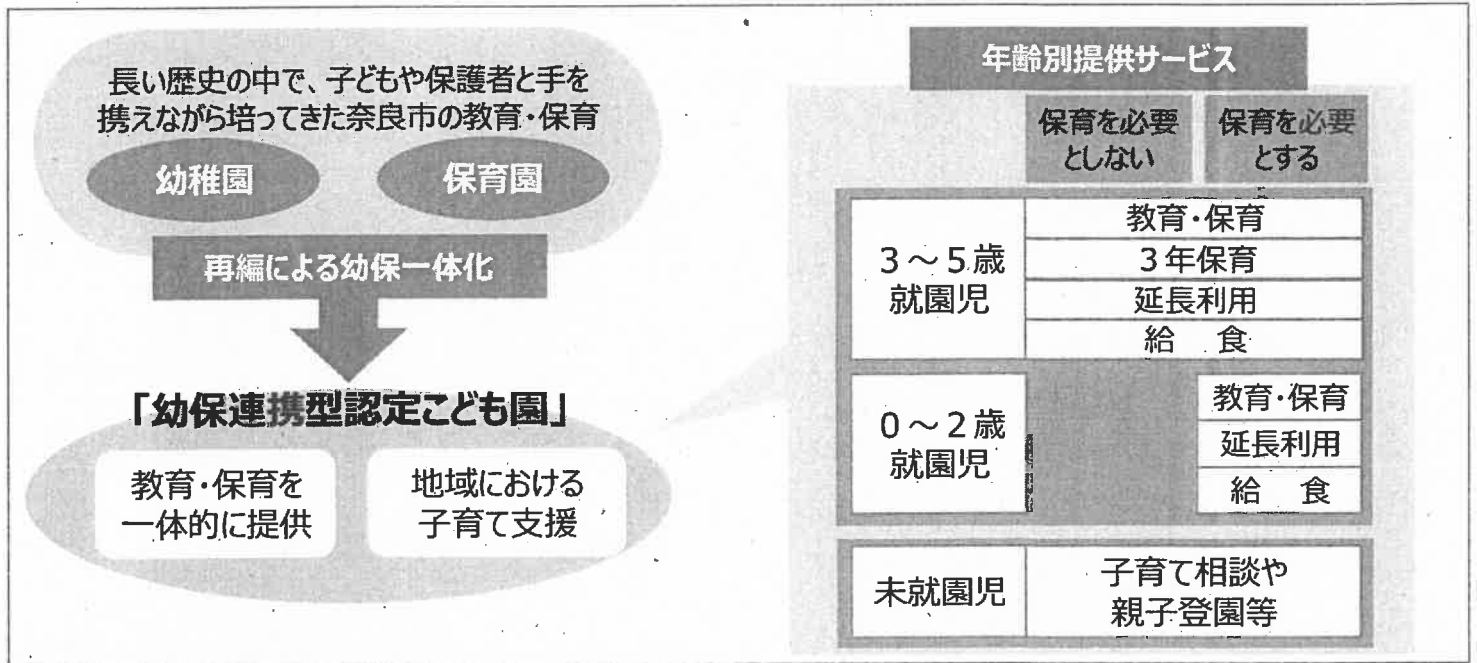 長い歴史の中で、子どもや保護者と手を
携えながら培ってきた奈良市の教育・保育
幼稚園
保育園
再編による幼保一体化
「幼保連携型認定こども園」
教育・保育を
一体的に提供
地域における
子育て支援
年齢別提供サービス
保育を必要
としない
保育を必要
とする
3～5歳
就園児
教育・保育
3年保育
延長利用
給 食
0～2歳
就園児
教育・保育
延長利用
給 食
未就園児
子育て相談や
親子登園等